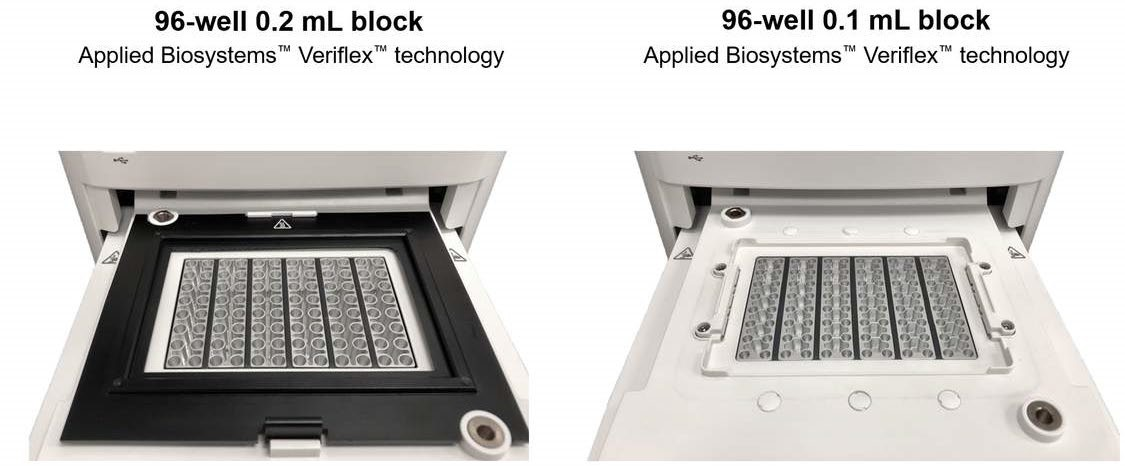 96-well 0.2 mL block
Applied Biosystems™ Veriflex™ technology
96-well 0.1 mL block
Applied Biosystems™ Veriflex™ technology